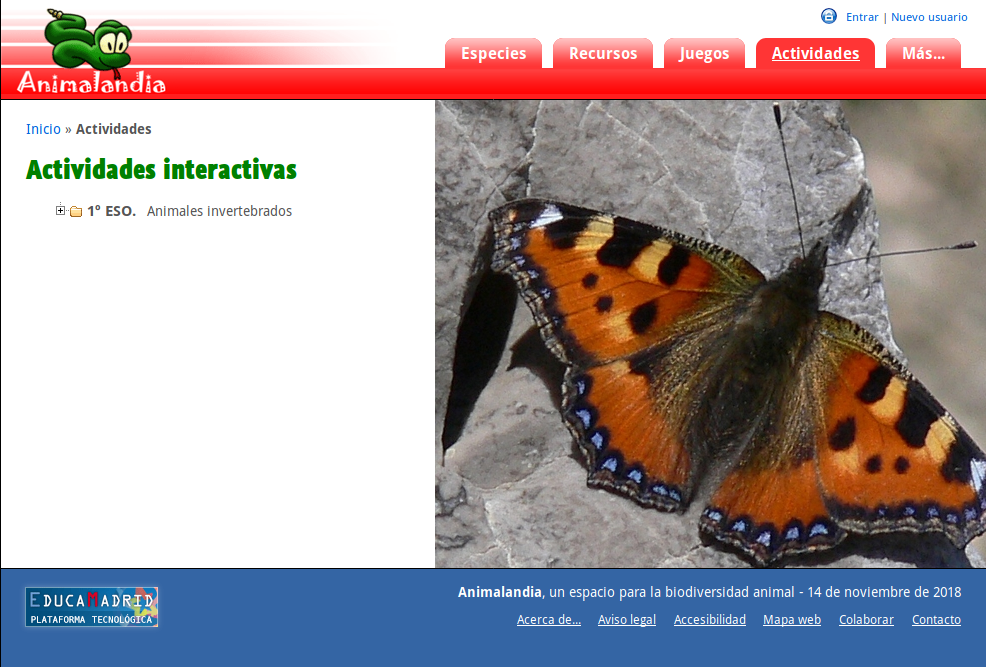 Entrar | Nuevo usuario
Animalandia
Especies Recursos Juegos Actividades Más...
Inicio » Actividades
Actividades interactivas
1º ESO. Animales invertebrados
EDUCAMADRID
PLATAFORMA TECNOLÓGICA
Animalandia, un espacio para la biodiversidad animal - 14 de noviembre de 2018
Acerca de... Aviso legal Accesibilidad Mapa web Colaborar Contacto